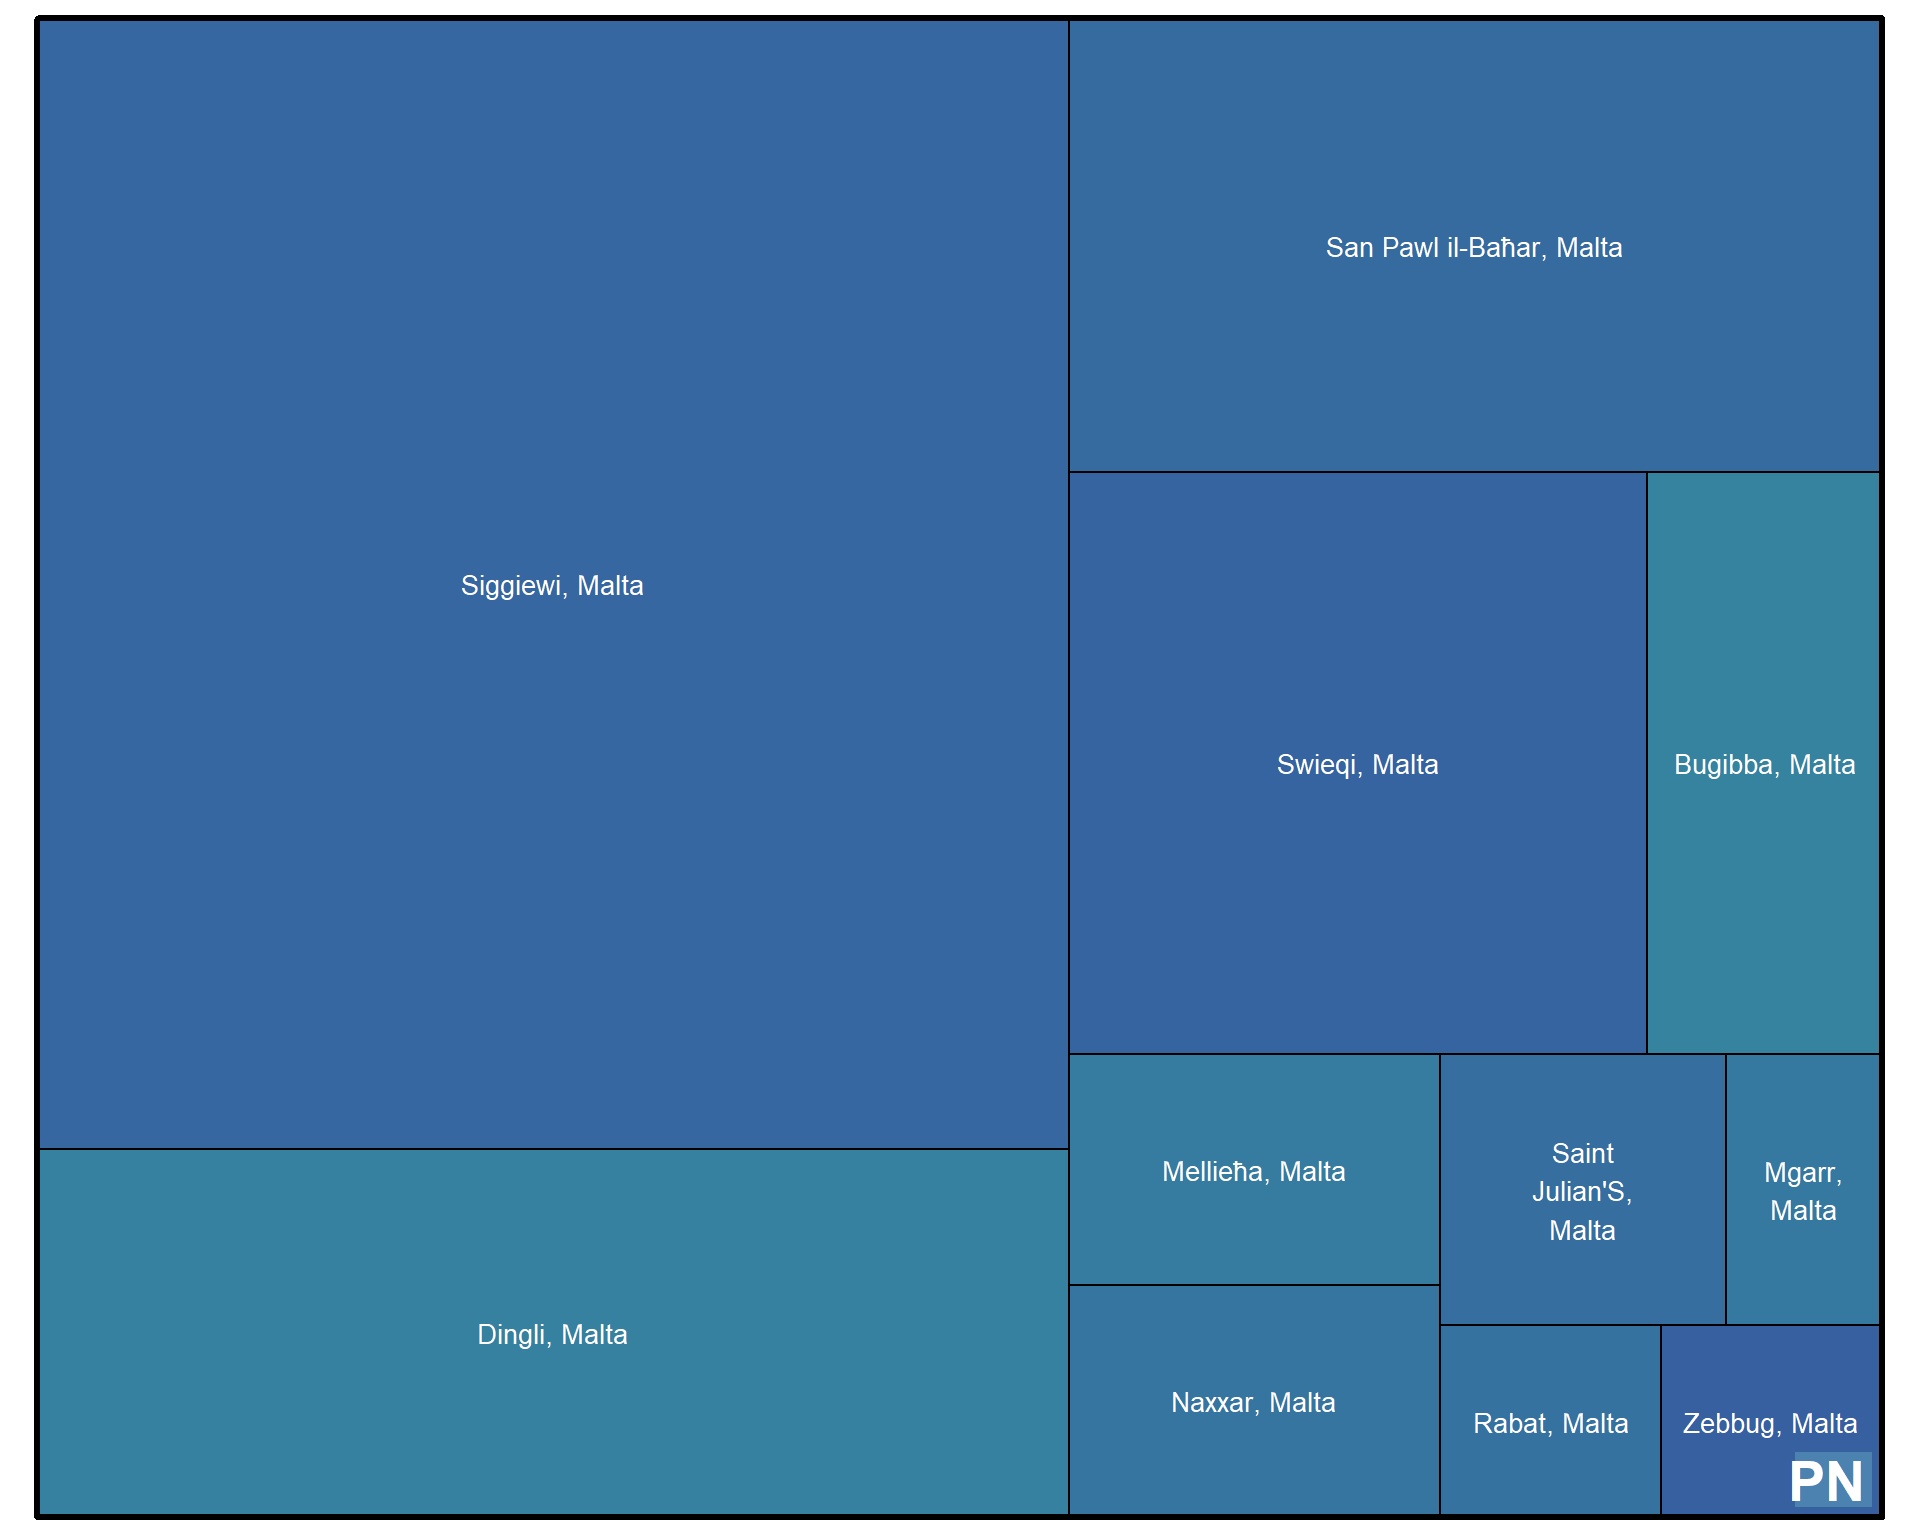 San Pawl il-Baħar, Malta
Siggiewi, Malta
Swieqi, Malta
Bugibba, Malta
Mellieħa, Malta
Saint
Julian'S,
Malta
Mgarr,
Malta
Dingli, Malta
Naxxar, Malta
Rabat, Malta
Zebbug, Malta
PN